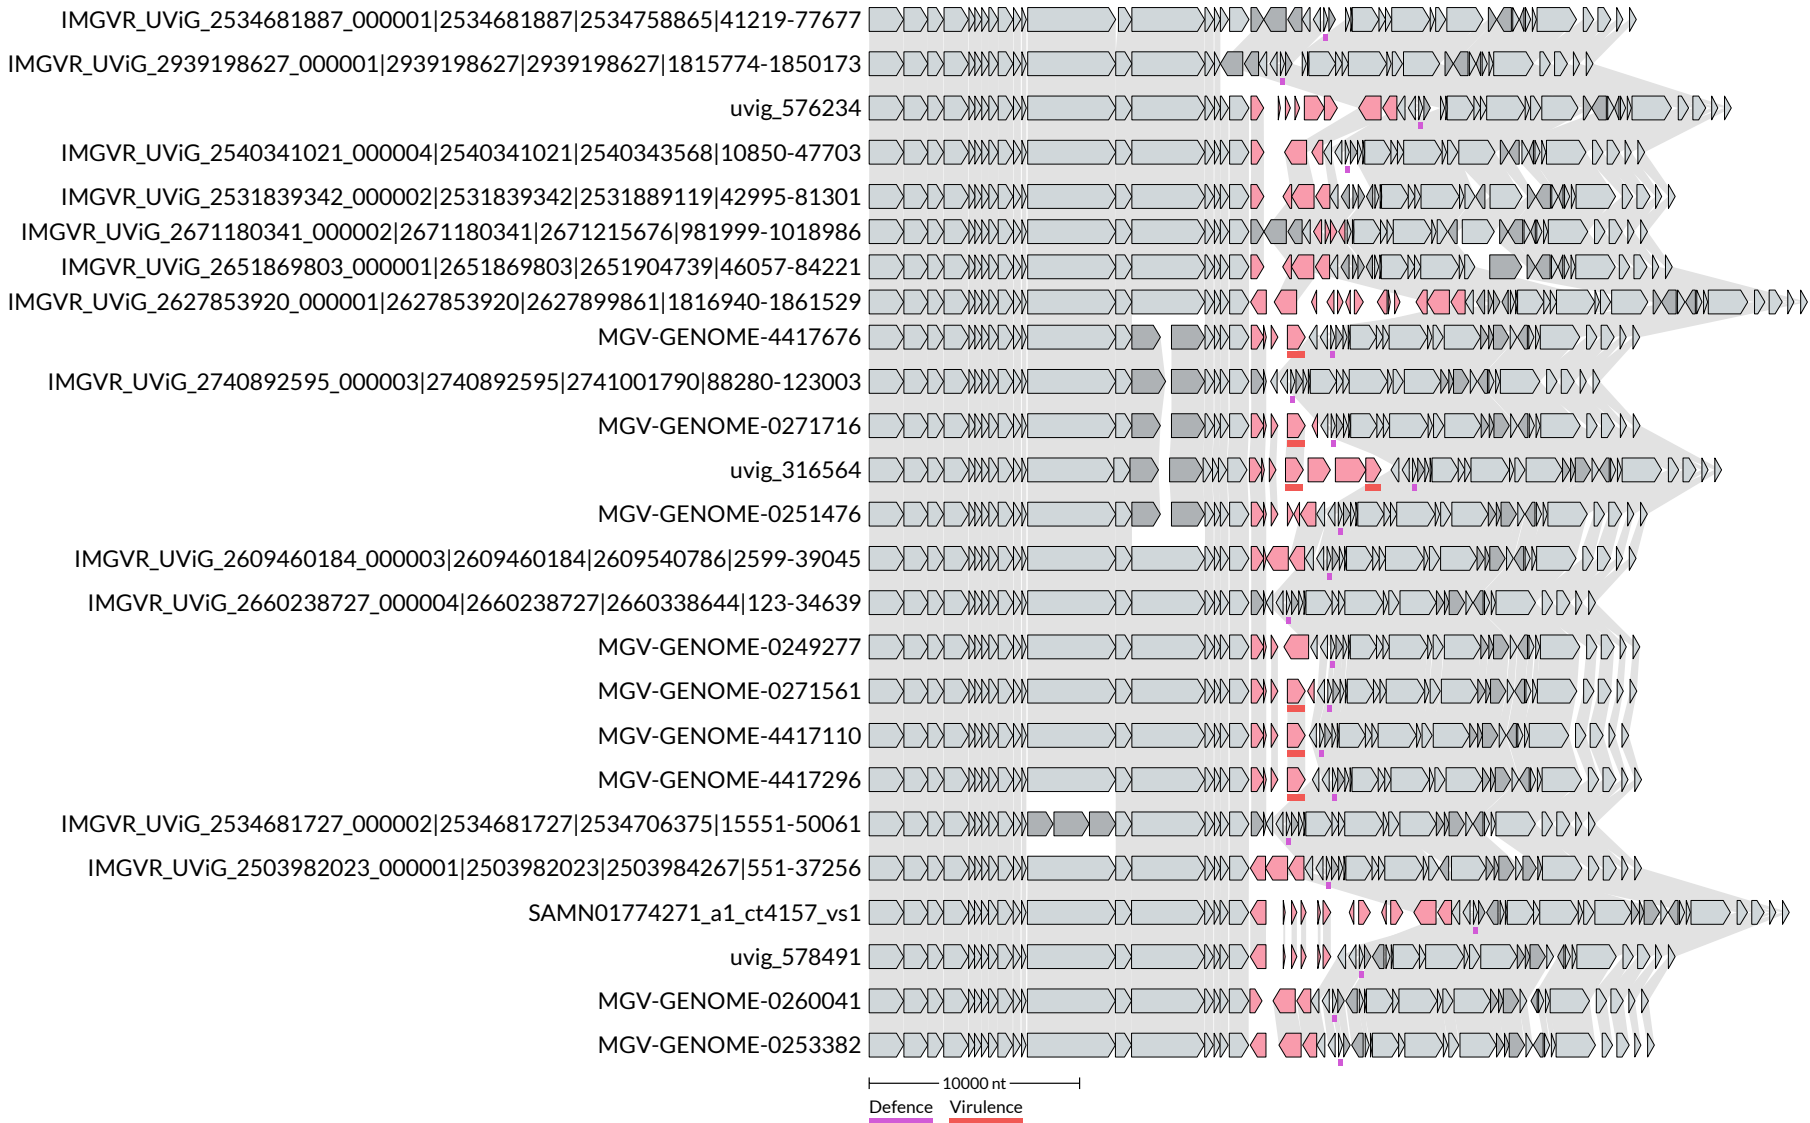 IMGVR_UViG_2534681887_000001|2534681887|2534758865|41219-77677
IMGVR_UViG_2939198627_000001|2939198627|2939198627|1815774-1850173
uvig_576234
IMGVR_UViG_2540341021_000004|2540341021|2540343568|10850-47703
IMGVR_UViG_2531839342_000002|2531839342|2531889119|42995-81301
IMGVR_UViG_2671180341_000002|2671180341|2671215676|981999-1018986
IMGVR_UViG_2651869803_000001|2651869803|2651904739|46057-84221
IMGVR_UViG_2627853920_000001|2627853920|2627899861|1816940-1861529
MGV-GENOME-4417676
IMGVR_UViG_2740892595_000003|2740892595|2741001790|88280-123003
MGV-GENOME-0271716
uvig_316564
MGV-GENOME-0251476
IMGVR_UViG_2609460184_000003|2609460184|2609540786|2599-39045
IMGVR_UViG_2660238727_000004|2660238727|2660338644|123-34639
MGV-GENOME-0249277
MGV-GENOME-0271561
MGV-GENOME-4417110
MGV-GENOME-4417296
IMGVR_UViG_2534681727_000002|2534681727|2534706375|15551-50061
IMGVR_UViG_2503982023_000001|2503982023|2503984267|551-37256
SAMN01774271_a1_ct4157_vs1
uvig_578491
MGV-GENOME-0260041
MGV-GENOME-0253382
10000 nt
Defence Virulence